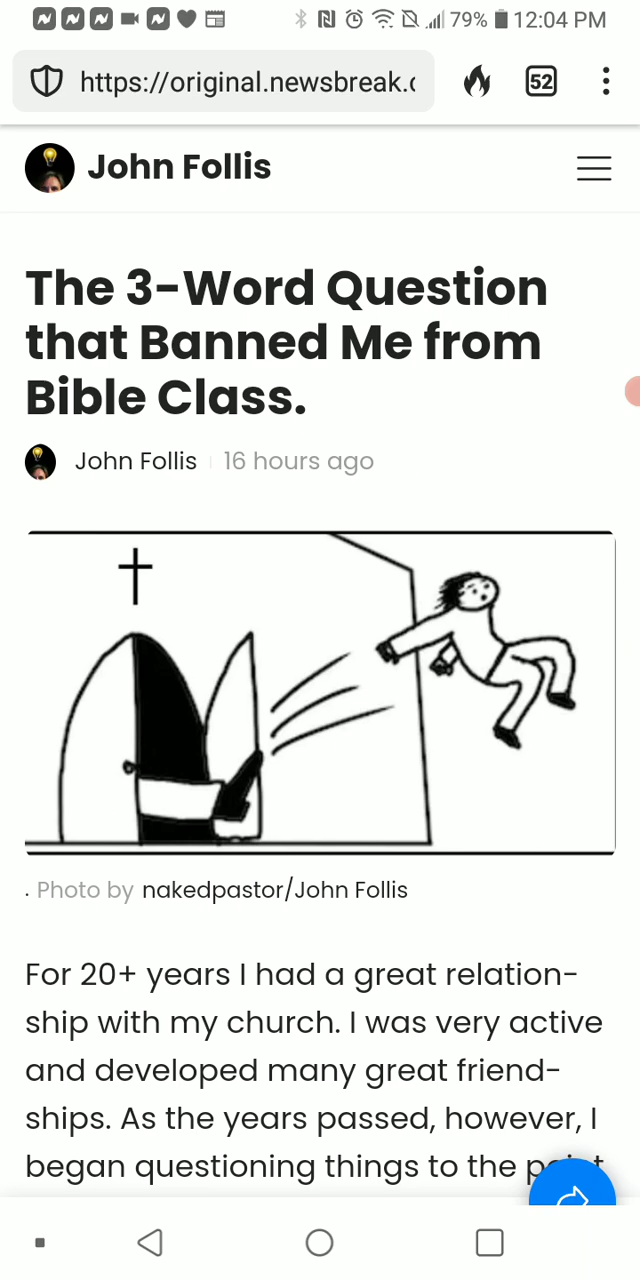 79% 12:04 PM
https://original.newsbreak.c
52
John Follis
The 3-Word Question
that Banned Me from
Bible Class.
John Follis 16 hours ago
. Photo by nakedpastor/John Follis
For 20+ years I had a great relation-
ship with my church. I was very active
and developed many great friend-
ships. As the years passed, however, I
began questioning things to the